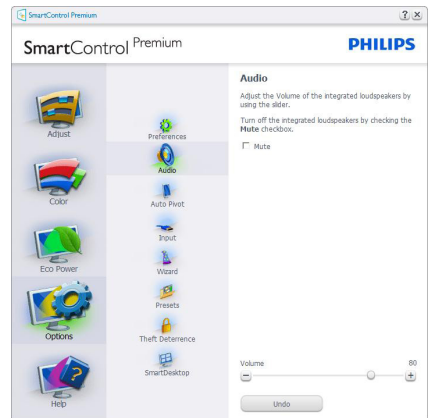 SmartControl Premium
SmartControl Premium
PHILIPS
Adjust
Color
Eco Power
Options
Help
Preferences
Audio
Auto Pivot
Input
Wizard
Presets
Theft Deterrence
SmartDesktop
Audio
Adjust the Volume of the integrated loudspeakers by
using the slider.
Turn off the integrated loudspeakers by checking the
Mute checkbox.
Mute
Volume 80
Undo